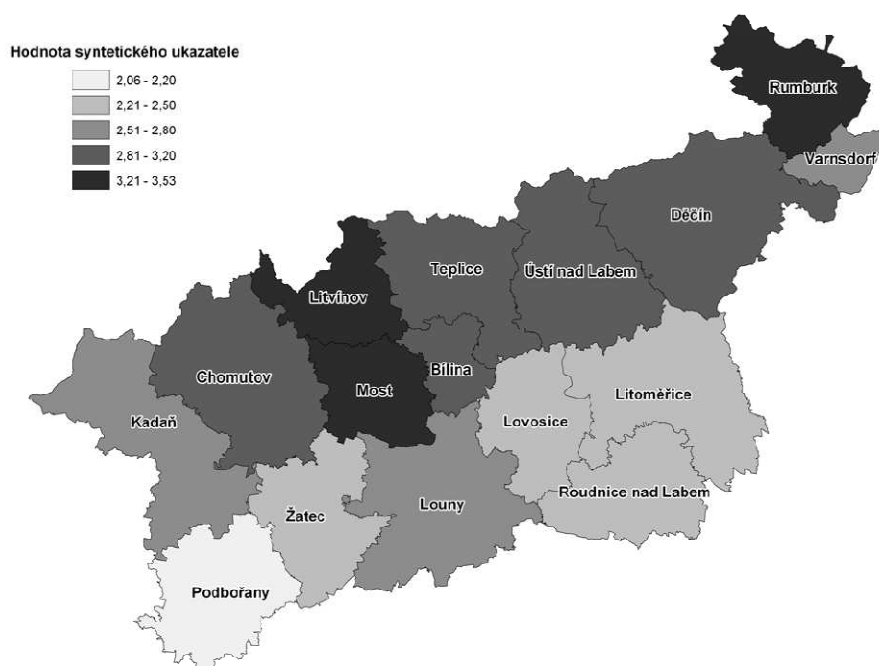 Hodnota syntetického ukazatele
2,06 - 2,20
2,21 - 2,50
2,51 - 2,80
2,81 - 3,20
3,21 - 3,53
Rumburk
Varnsdorf
Děčín
Teplice
Ústí nad Labem
Litvínov
Bílina
Chomutov
Most
Litoměřice
Lovosice
Kadaň
Roudnice nad Labem
Louny
Žatec
Podbořany